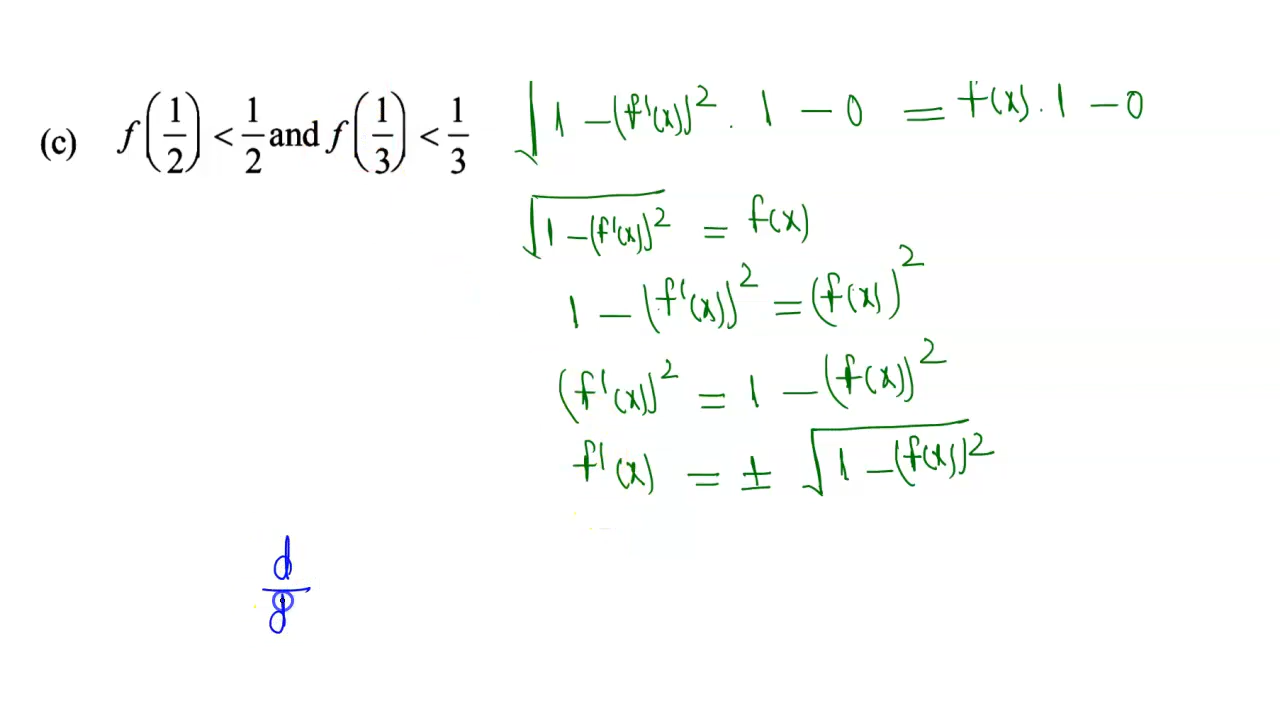 (c) f(1/2) < 1/2 and f(1/3) < 1/3
√1 - (f'(x))² . 1 - 0 = f(x) . 1 - 0
√(1 - (f'(x))²) = f(x)
1 - (f'(x))² = (f(x))²
(f'(x))² = 1 - (f(x))²
f'(x) = ± √(1 - (f(x))²)
d/d